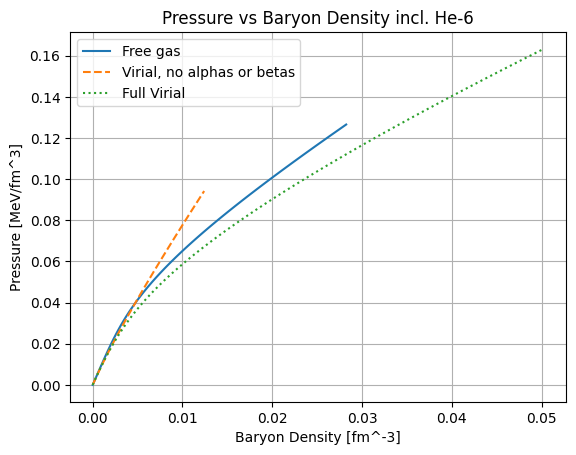 Pressure vs Baryon Density incl. He-6
Free gas
Virial, no alphas or betas
Full Virial
Pressure [MeV/fm^3]
0.16
0.14
0.12
0.10
0.08
0.06
0.04
0.02
0.00
0.00 0.01 0.02 0.03 0.04 0.05
Baryon Density [fm^-3]